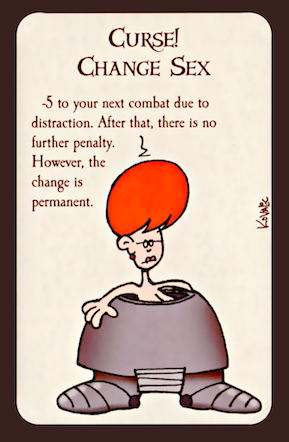 CURSE!
CHANGE SEX
-5 to your next combat due to
distraction. After that, there is no
further penalty.
However, the
change is
permanent.
KOVALIC